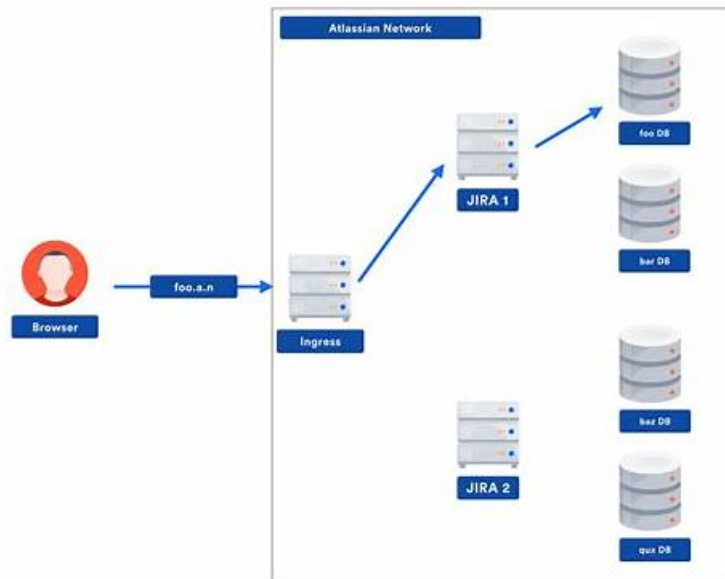 Atlassian Network
foo DB
JIRA 1
bar DB
foo.a.n
Browser
Ingress
baz DB
JIRA 2
qux DB